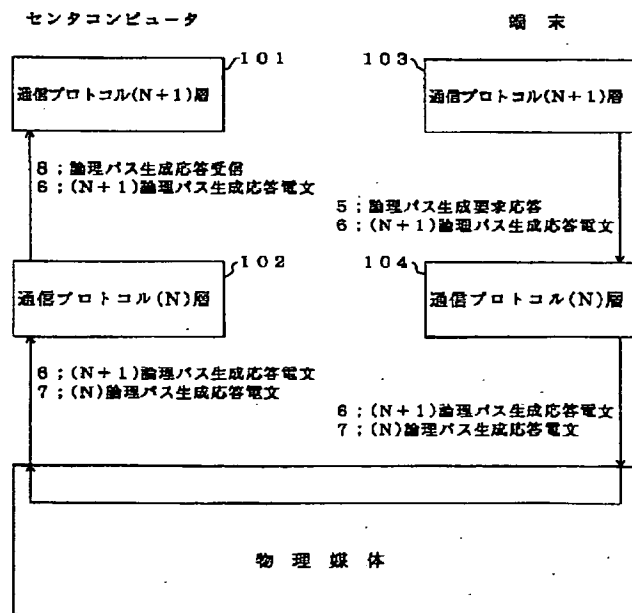 センタコンピュータ
端末
101
103
通信プロトコル(N+1)層
通信プロトコル(N+1)層
8;論理パス生成応答受信
6;(N+1)論理パス生成応答電文
5;論理パス生成要求応答
6;(N+1)論理パス生成応答電文
102
104
通信プロトコル(N)層
通信プロトコル(N)層
6;(N+1)論理パス生成応答電文
7;(N)論理パス生成応答電文
6;(N+1)論理パス生成応答電文
7;(N)論理パス生成応答電文
物理媒体